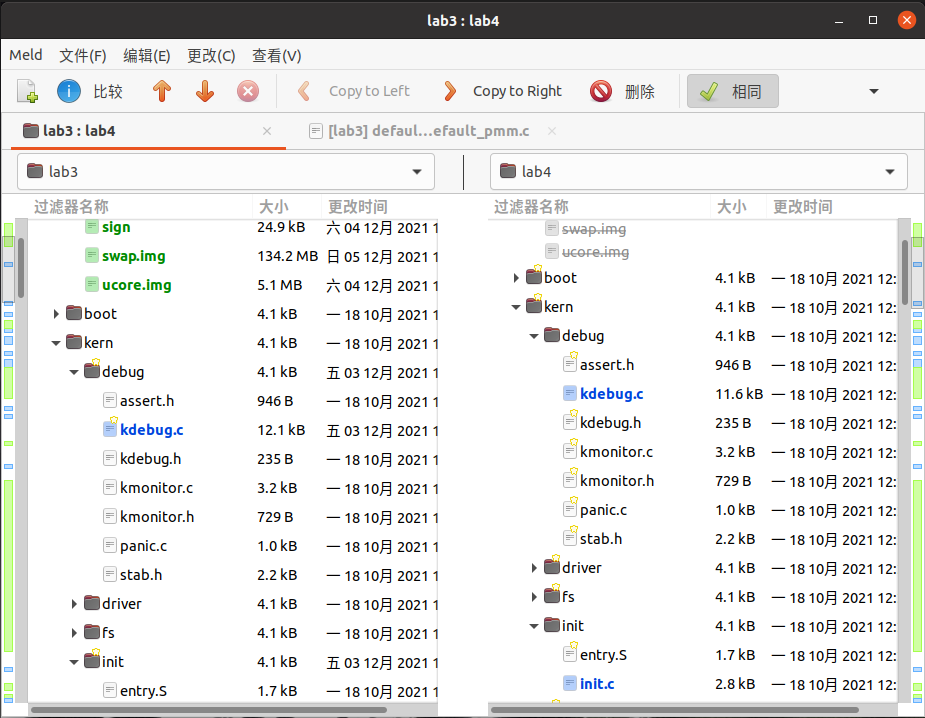 lab3 : lab4
Meld 文件(F) 编辑(E) 更改(C) 查看(V)
比较 Copy to Left Copy to Right 删除 相同
lab3 : lab4 [lab3] defaul...efault_pmm.c
lab3 lab4
过滤器名称 大小 更改时间
sign 24.9 kB 六 04 12月 2021 1
swap.img 134.2 MB 日 05 12月 2021 1
ucore.img 5.1 MB 六 04 12月 2021 1
boot 4.1 kB 一 18 10月 2021 1
kern 4.1 kB 一 18 10月 2021 1
debug 4.1 kB 五 03 12月 2021 1
assert.h 946 B 一 18 10月 2021 1
kdebug.c 12.1 kB 五 03 12月 2021 1
kdebug.h 235 B 一 18 10月 2021 1
kmonitor.c 3.2 kB 一 18 10月 2021 1
kmonitor.h 729 B 一 18 10月 2021 1
panic.c 1.0 kB 一 18 10月 2021 1
stab.h 2.2 kB 一 18 10月 2021 1
driver 4.1 kB 一 18 10月 2021 1
fs 4.1 kB 一 18 10月 2021 1
init 4.1 kB 五 03 12月 2021 1
entry.S 1.7 kB 一 18 10月 2021 1
过滤器名称 大小 更改时间
swap.img
ucore.img
boot 4.1 kB 一 18 10月 2021 12:
kern 4.1 kB 一 18 10月 2021 12:
debug 4.1 kB 一 18 10月 2021 12:
assert.h 946 B 一 18 10月 2021 12:
kdebug.c 11.6 kB 一 18 10月 2021 12:
kdebug.h 235 B 一 18 10月 2021 12:
kmonitor.c 3.2 kB 一 18 10月 2021 12:
kmonitor.h 729 B 一 18 10月 2021 12:
panic.c 1.0 kB 一 18 10月 2021 12:
stab.h 2.2 kB 一 18 10月 2021 12:
driver 4.1 kB 一 18 10月 2021 12:
fs 4.1 kB 一 18 10月 2021 12:
init 4.1 kB 一 18 10月 2021 12:
entry.S 1.7 kB 一 18 10月 2021 12:
init.c 2.8 kB 一 18 10月 2021 12: